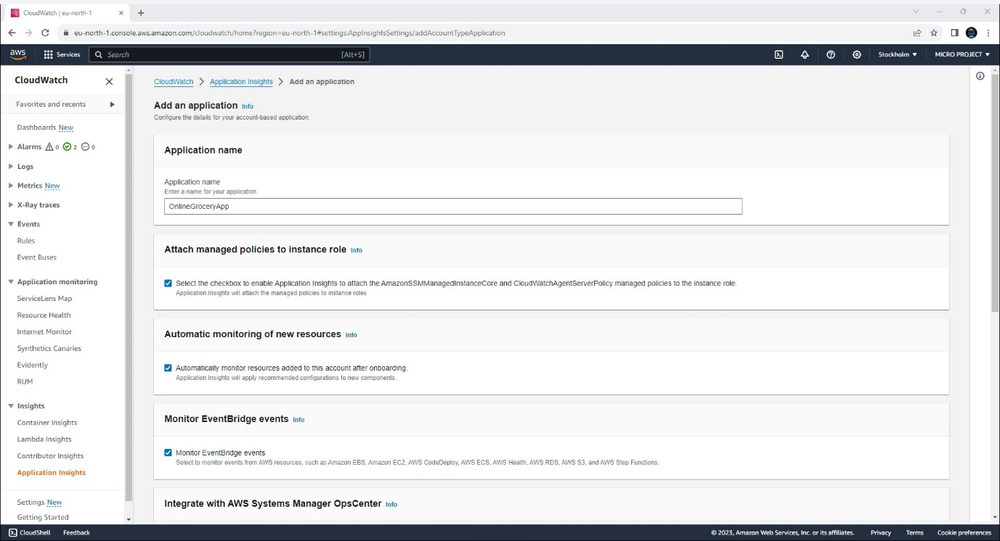 CloudWatch | eu-north-1
eu-north-1.console.aws.amazon.com/cloudwatch/home?region=eu-north-1#settings:AppInsightsSettings/addAccountTypeApplication
aws
Services
Search
[Alt+S]
Stockholm
MICRO PROJECT
CloudWatch
Favorites and recents
Dashboards New
Alarms 0 2 0
Logs
Metrics New
X-Ray traces
Events
Rules
Event Buses
Application monitoring
ServiceLens Map
Resource Health
Internet Monitor
Synthetics Canaries
Evidently
RUM
Insights
Container Insights
Lambda Insights
Contributor Insights
Application Insights
Settings New
Getting Started
CloudWatch > Application Insights > Add an application
Add an application Info
Configure the details for your account-based application.
Application name
Application name
Enter a name for your application.
OnlineGroceryApp
Attach managed policies to instance role Info
Select the checkbox to enable Application Insights to attach the AmazonSSMManagedInstanceCore and CloudWatchAgentServerPolicy managed policies to the instance role.
Application Insights will attach the managed policies to instance roles
Automatic monitoring of new resources Info
Automatically monitor resources added to this account after onboarding.
Application Insights will apply recommended configurations to new components.
Monitor EventBridge events Info
Monitor EventBridge events
Select to monitor events from AWS resources, such as Amazon EBS, Amazon EC2, AWS CodeDeploy, AWS ECS, AWS Health, AWS RDS, AWS S3, and AWS Step Functions.
Integrate with AWS Systems Manager OpsCenter Info
CloudShell
Feedback
© 2023, Amazon Web Services, Inc. or its affiliates.
Privacy
Terms
Cookie preferences